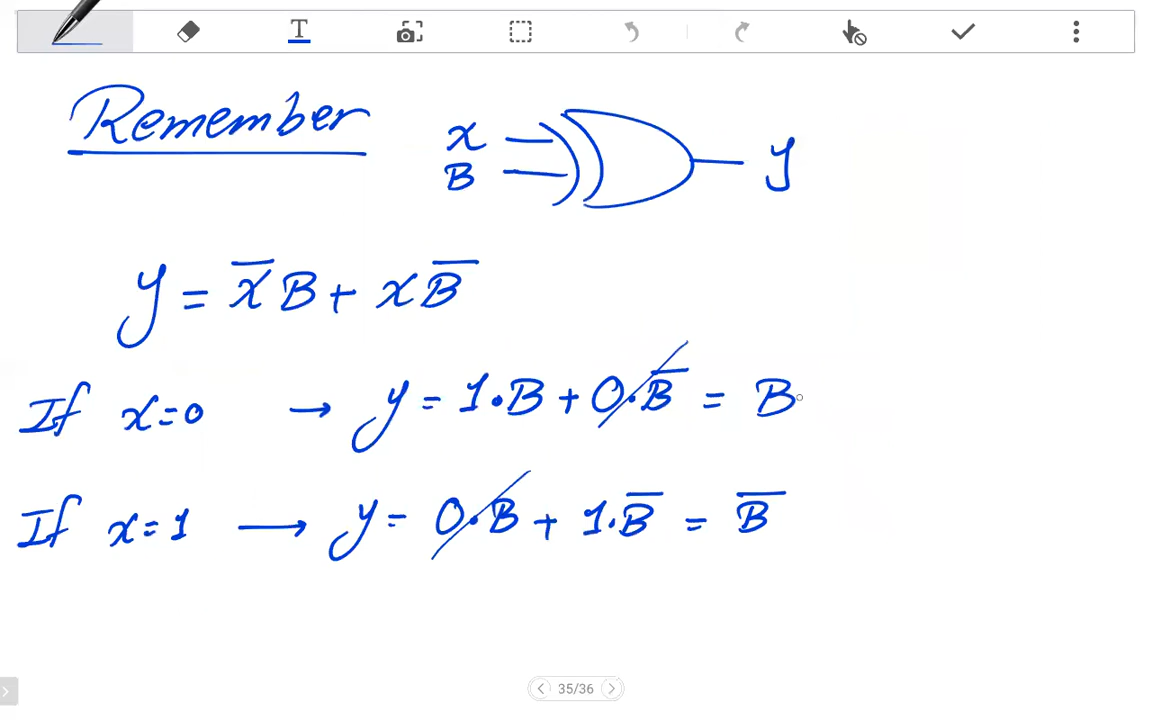 T
Remember
x
B
y
y = x̅B + xB̅
If x=0 → y = 1•B + 0•B̅ = B
If x=1 → y = 0•B + 1•B̅ = B̅
35/36